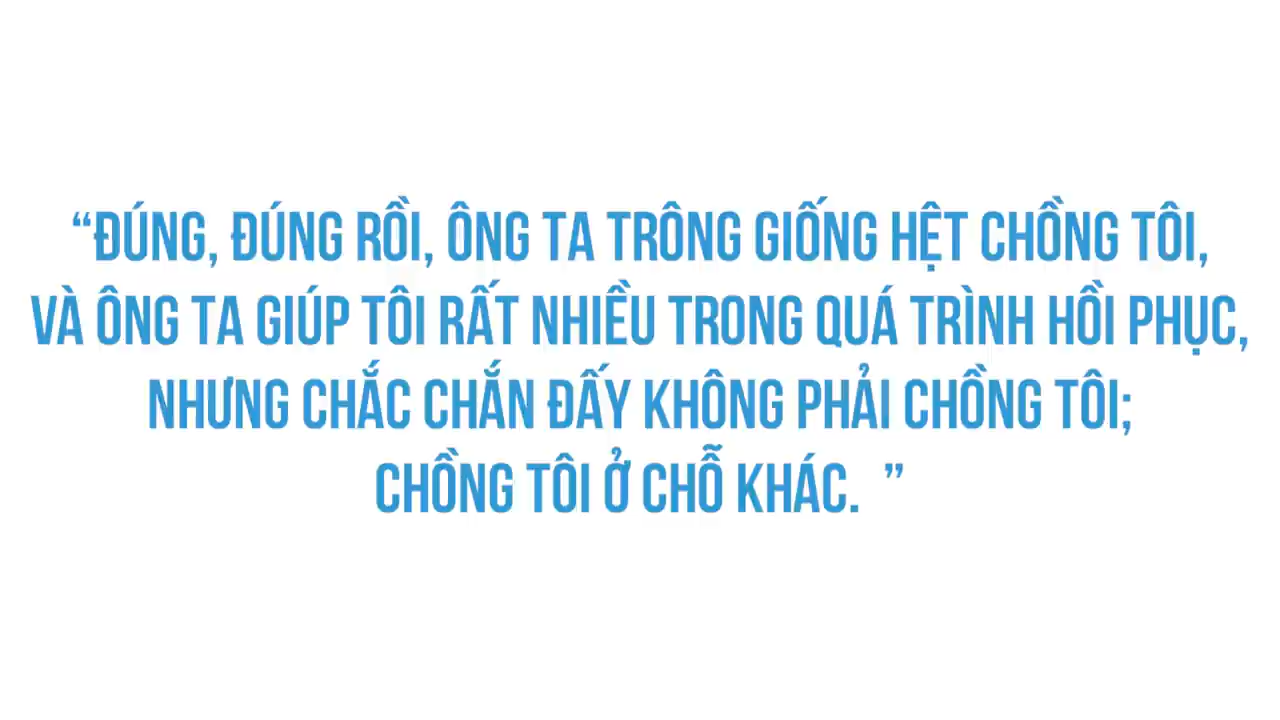 “ĐÚNG, ĐÚNG RỒI, ÔNG TA TRÔNG GIỐNG HỆT CHỒNG TÔI,
VÀ ÔNG TA GIÚP TÔI RẤT NHIỀU TRONG QUÁ TRÌNH HỒI PHỤC,
NHƯNG CHẮC CHẮN ĐẤY KHÔNG PHẢI CHỒNG TÔI;
CHỒNG TÔI Ở CHỖ KHÁC. ”